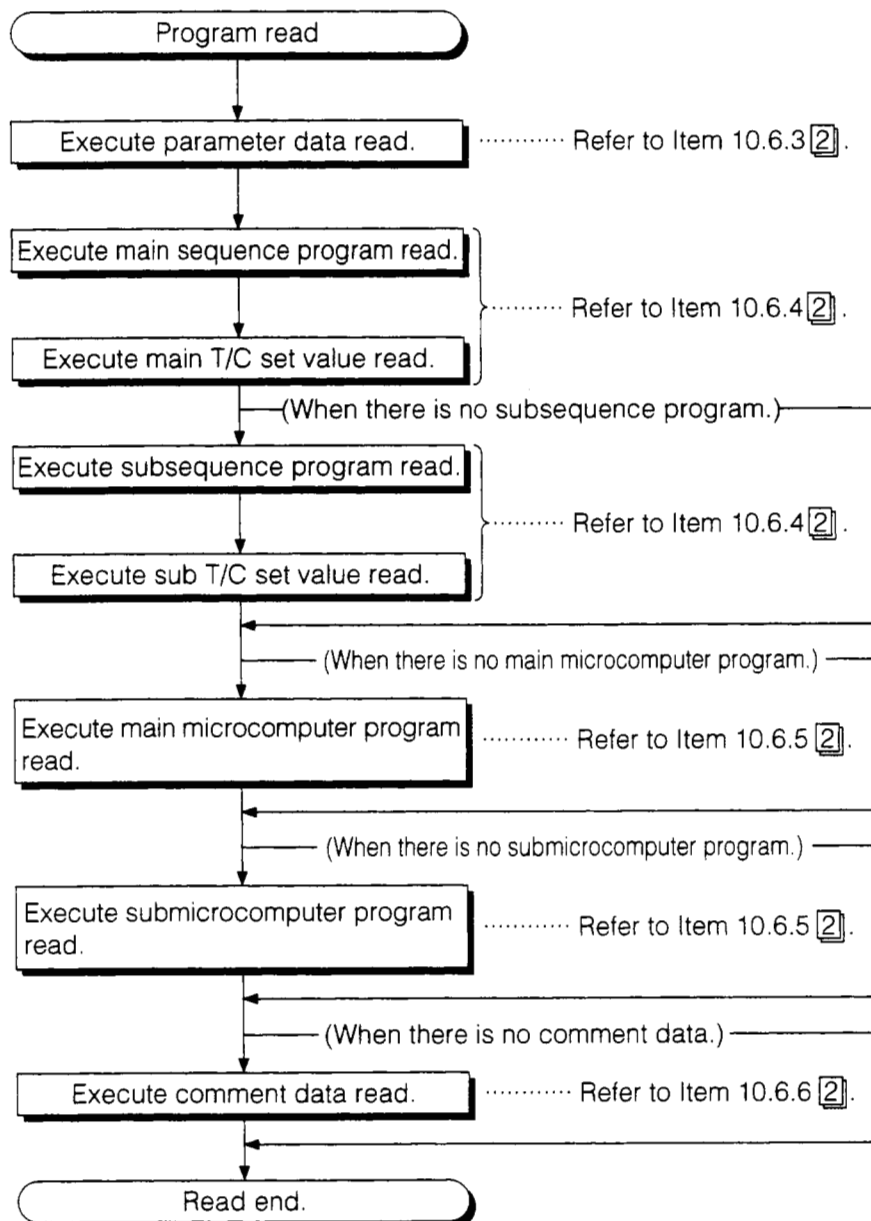 Program read
Execute parameter data read. ············ Refer to Item 10.6.3 2 .
Execute main sequence program read.
············ Refer to Item 10.6.4 2 .
Execute main T/C set value read.
(When there is no subsequence program.)
Execute subsequence program read.
············ Refer to Item 10.6.4 2 .
Execute sub T/C set value read.
(When there is no main microcomputer program.)
Execute main microcomputer program
read.
············ Refer to Item 10.6.5 2 .
(When there is no submicrocomputer program.)
Execute submicrocomputer program
read.
············ Refer to Item 10.6.5 2 .
(When there is no comment data.)
Execute comment data read. ············ Refer to Item 10.6.6 2 .
Read end.